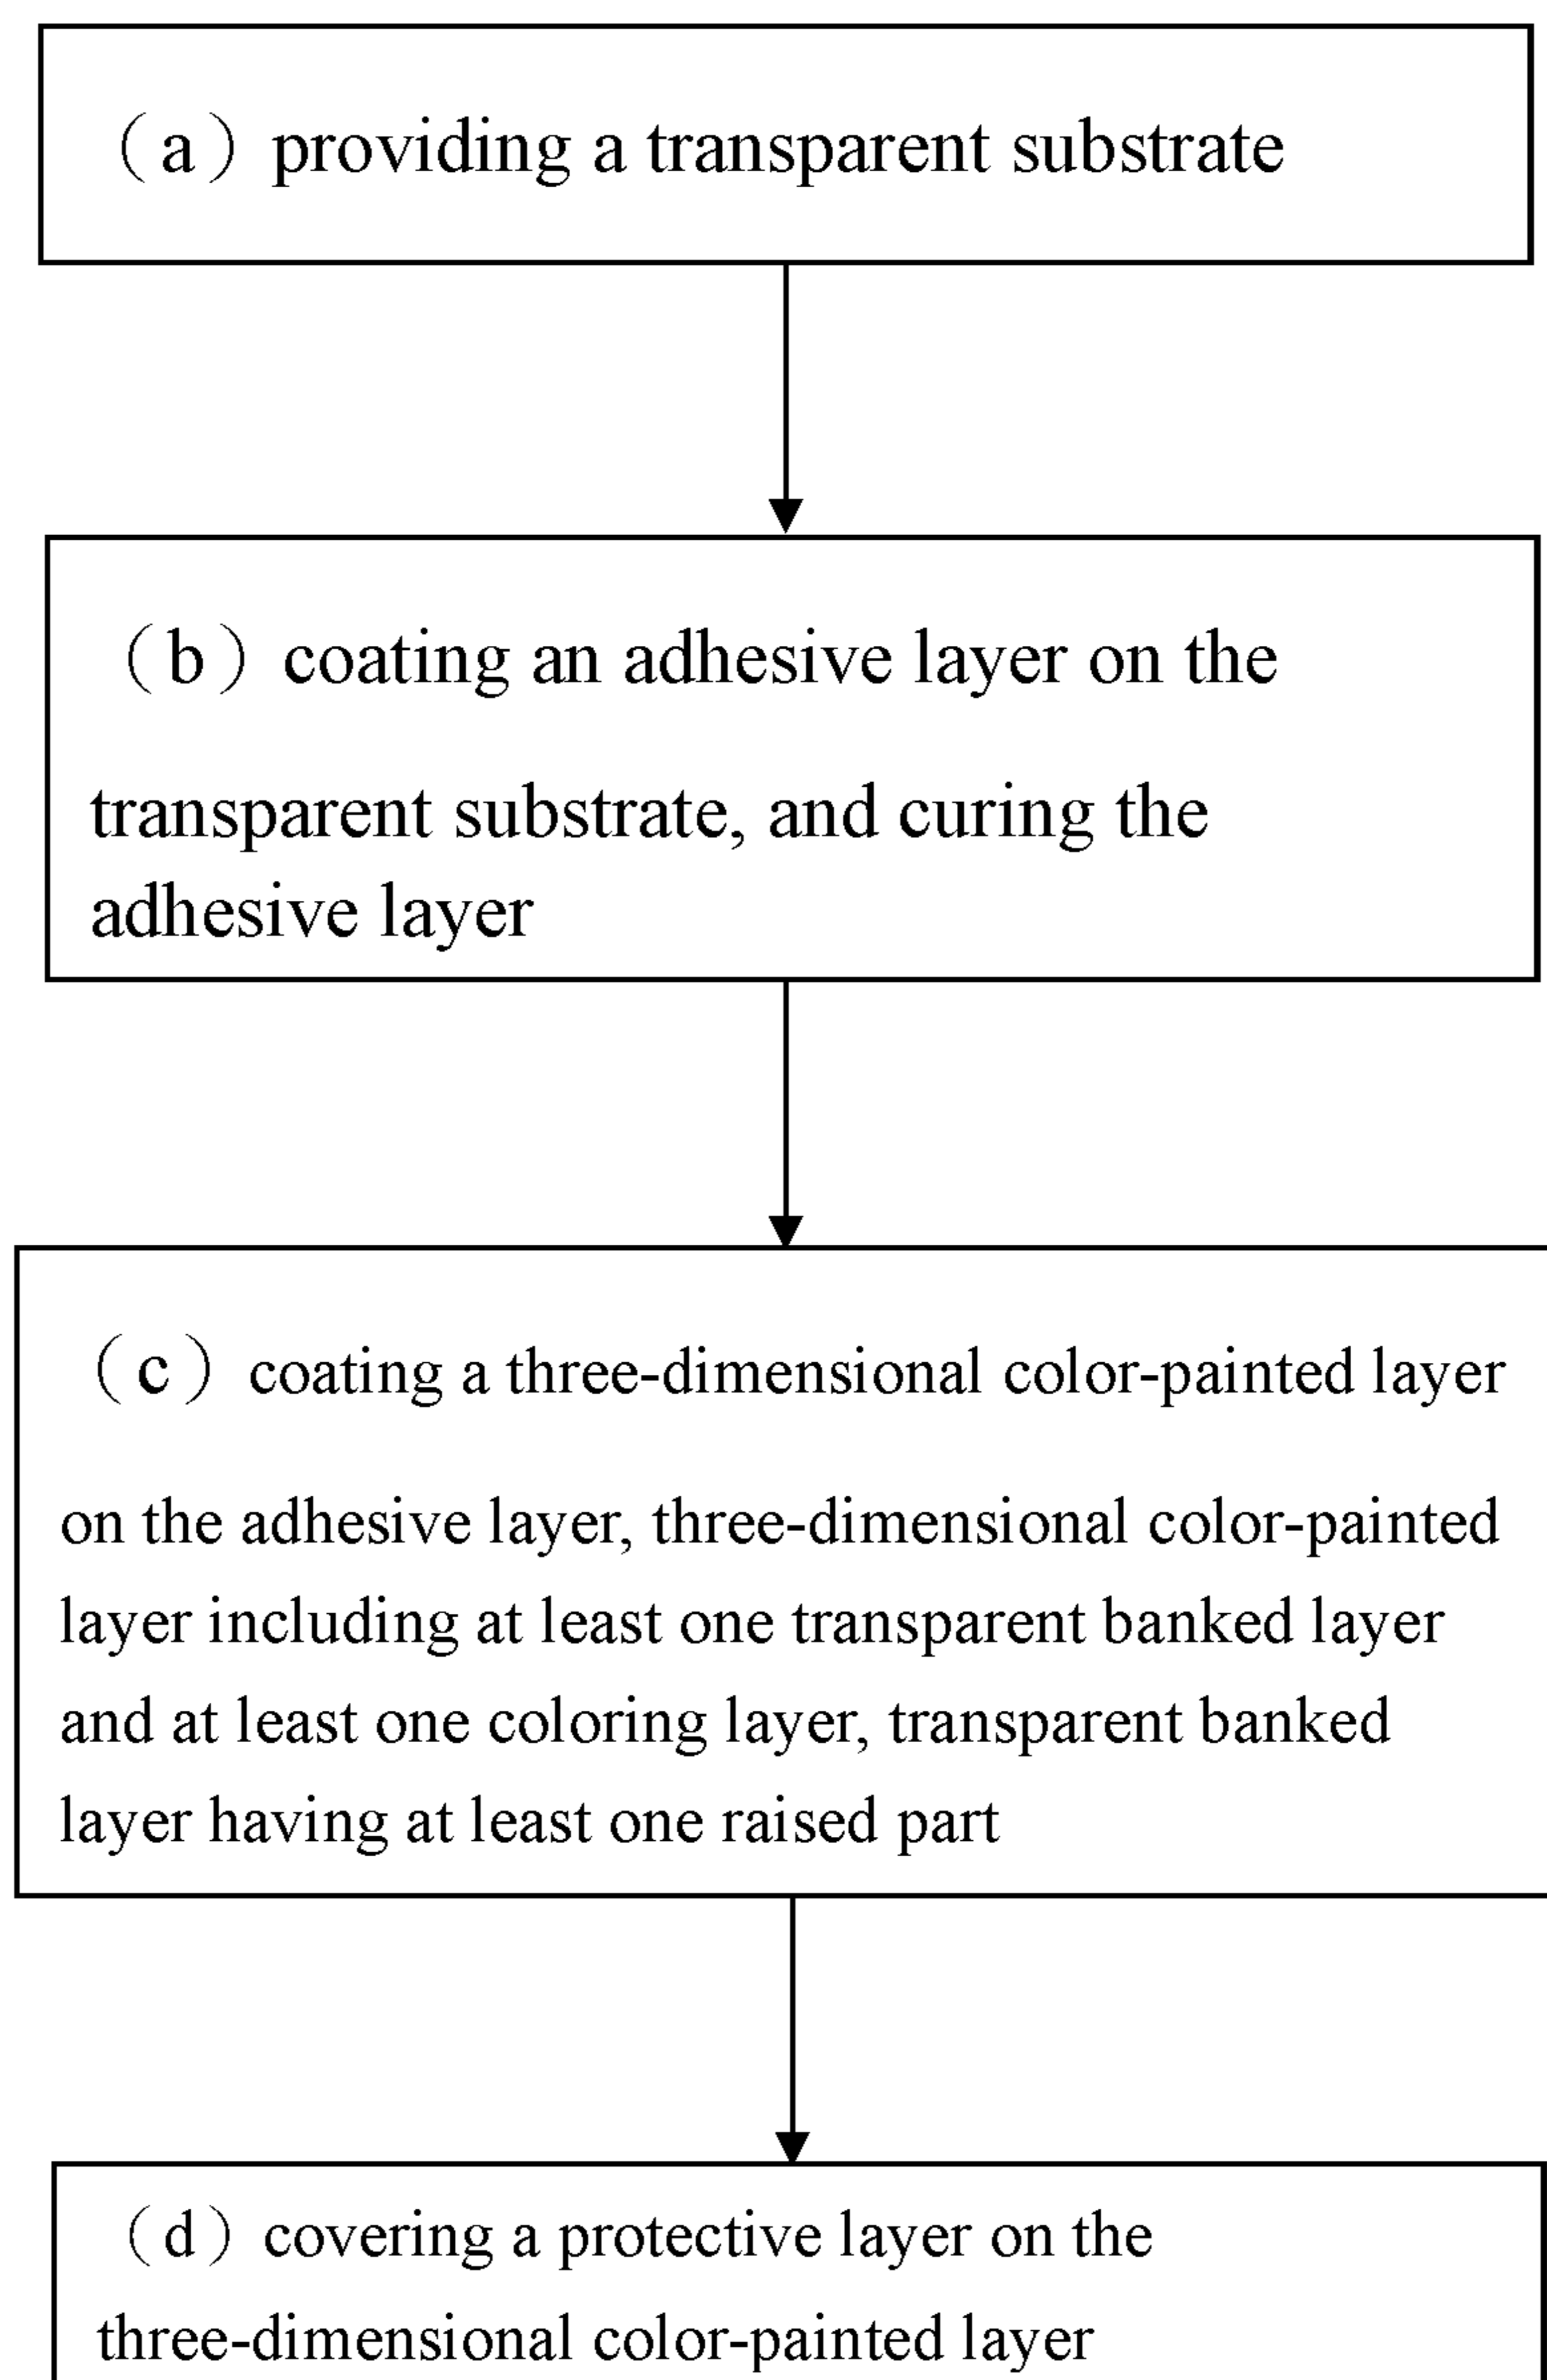 （a）providing a transparent substrate
（b）coating an adhesive layer on the
transparent substrate, and curing the
adhesive layer
（c）coating a three-dimensional color-painted layer
on the adhesive layer, three-dimensional color-painted
layer including at least one transparent banked layer
and at least one coloring layer, transparent banked
layer having at least one raised part
（d）covering a protective layer on the
three-dimensional color-painted layer